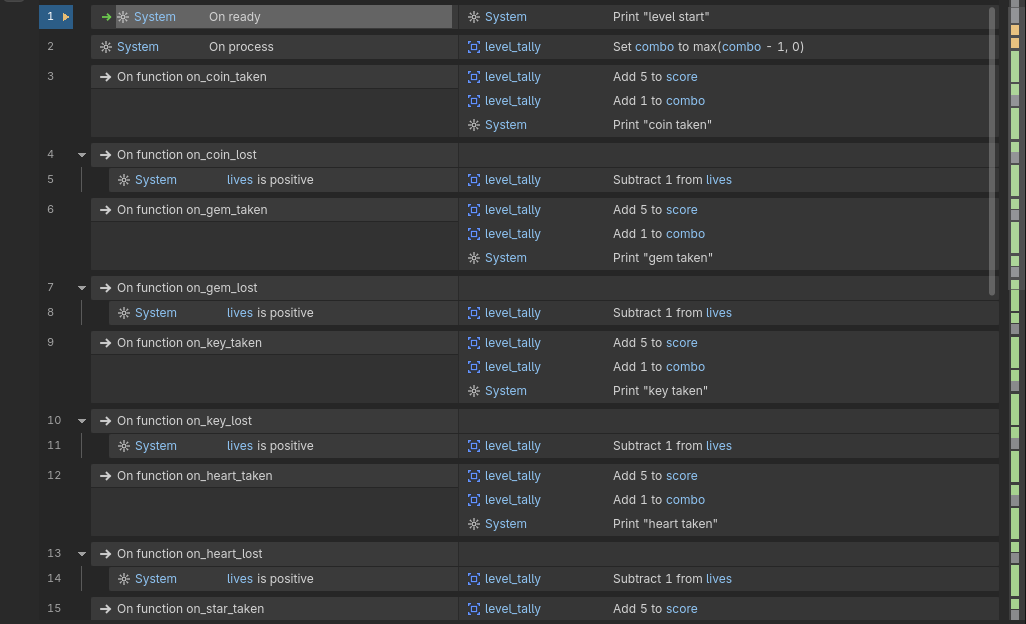 1 System On ready System Print "level start"
2 System On process level_tally Set combo to max(combo - 1, 0)
3 On function on_coin_taken level_tally Add 5 to score
level_tally Add 1 to combo
System Print "coin taken"
4 On function on_coin_lost
5 System lives is positive level_tally Subtract 1 from lives
6 On function on_gem_taken level_tally Add 5 to score
level_tally Add 1 to combo
System Print "gem taken"
7 On function on_gem_lost
8 System lives is positive level_tally Subtract 1 from lives
9 On function on_key_taken level_tally Add 5 to score
level_tally Add 1 to combo
System Print "key taken"
10 On function on_key_lost
11 System lives is positive level_tally Subtract 1 from lives
12 On function on_heart_taken level_tally Add 5 to score
level_tally Add 1 to combo
System Print "heart taken"
13 On function on_heart_lost
14 System lives is positive level_tally Subtract 1 from lives
15 On function on_star_taken level_tally Add 5 to score